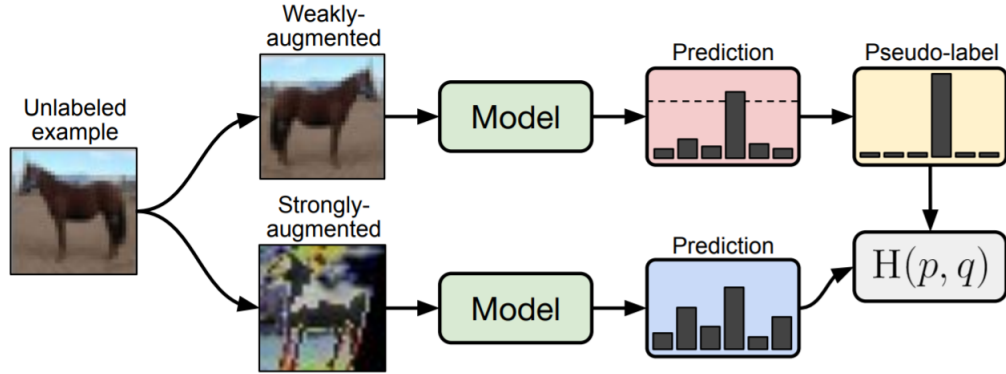 Unlabeled
example
Weakly-
augmented
Model
Prediction
Pseudo-label
Strongly-
augmented
Model
Prediction
H(p, q)